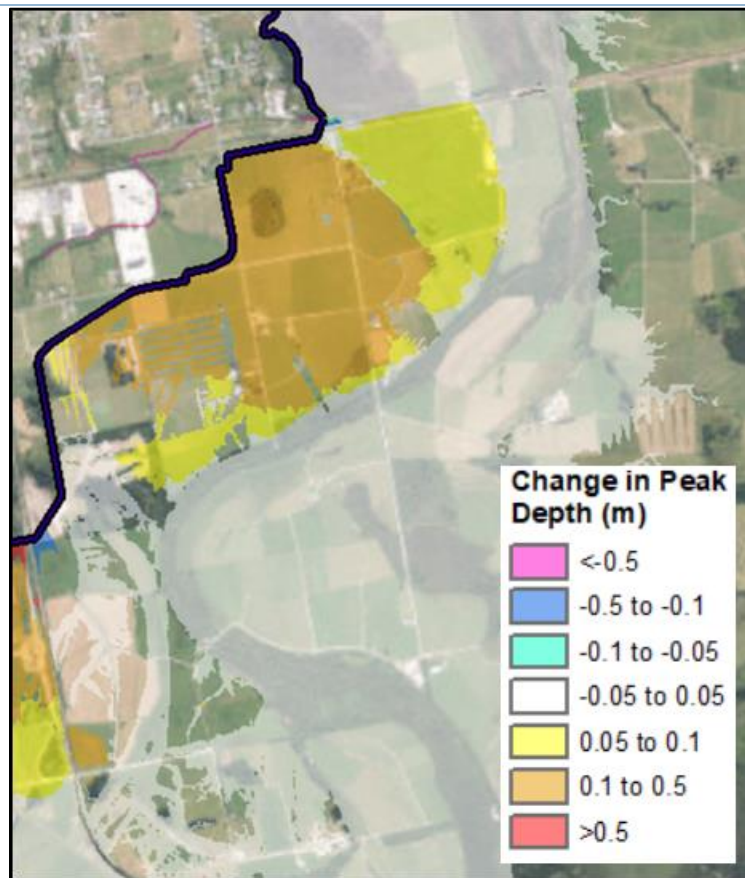 Change in Peak
Depth (m)
<-0.5
-0.5 to -0.1
-0.1 to -0.05
-0.05 to 0.05
0.05 to 0.1
0.1 to 0.5
>0.5